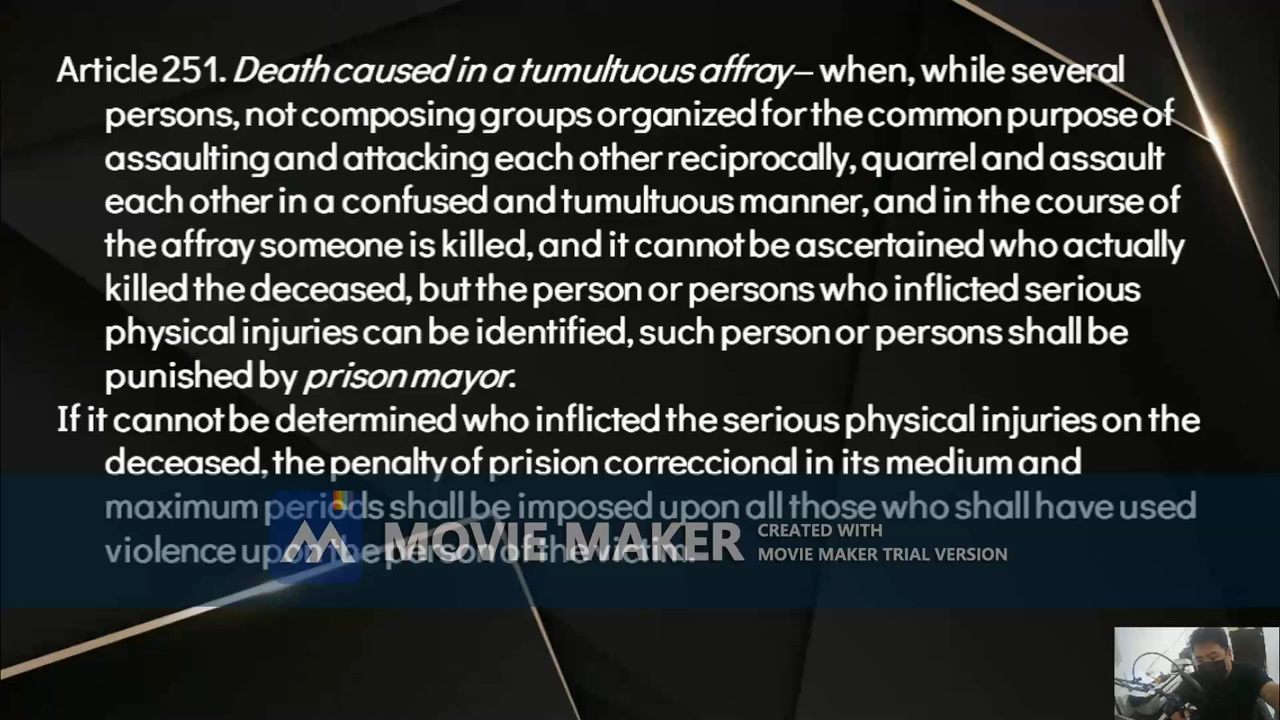 Article 251. Death caused in a tumultuous affray – when, while several
persons, not composing groups organized for the common purpose of
assaulting and attacking each other reciprocally, quarrel and assault
each other in a confused and tumultuous manner, and in the course of
the affray someone is killed, and it cannot be ascertained who actually
killed the deceased, but the person or persons who inflicted serious
physical injuries can be identified, such person or persons shall be
punished by prison mayor.
If it cannot be determined who inflicted the serious physical injuries on the
deceased, the penalty of prision correccional in its medium and
maximum periods shall be imposed upon all those who shall have used
violence upon the person of the victim.
MOVIE MAKER
CREATED WITH
MOVIE MAKER TRIAL VERSION